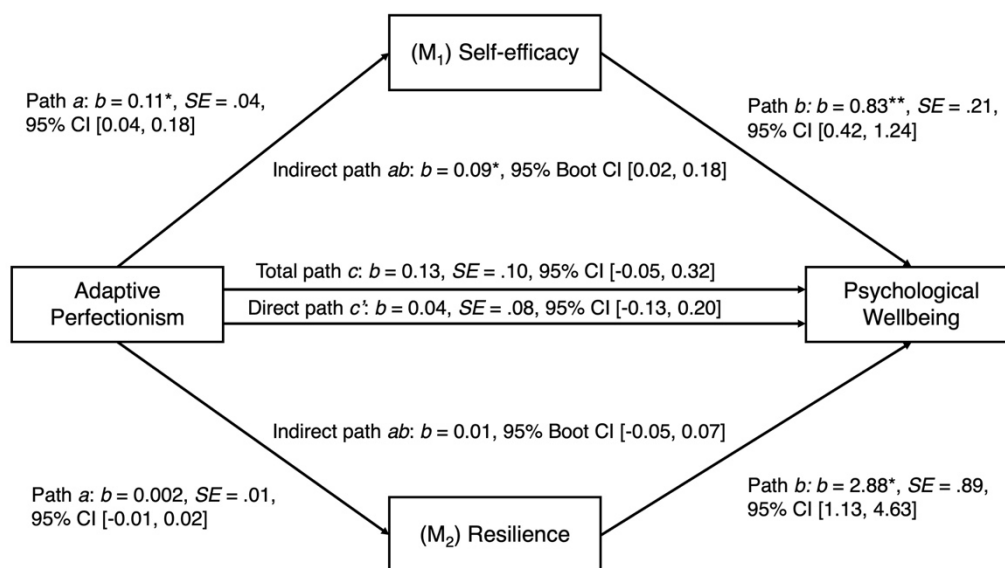 (M₁) Self-efficacy
Path a: b = 0.11*, SE = .04,
95% CI [0.04, 0.18]
Path b: b = 0.83**, SE = .21,
95% CI [0.42, 1.24]
Indirect path ab: b = 0.09*, 95% Boot CI [0.02, 0.18]
Adaptive
Perfectionism
Total path c: b = 0.13, SE = .10, 95% CI [-0.05, 0.32]
Direct path c’: b = 0.04, SE = .08, 95% CI [-0.13, 0.20]
Psychological
Wellbeing
Indirect path ab: b = 0.01, 95% Boot CI [-0.05, 0.07]
Path a: b = 0.002, SE = .01,
95% CI [-0.01, 0.02]
Path b: b = 2.88*, SE = .89,
95% CI [1.13, 4.63]
(M₂) Resilience